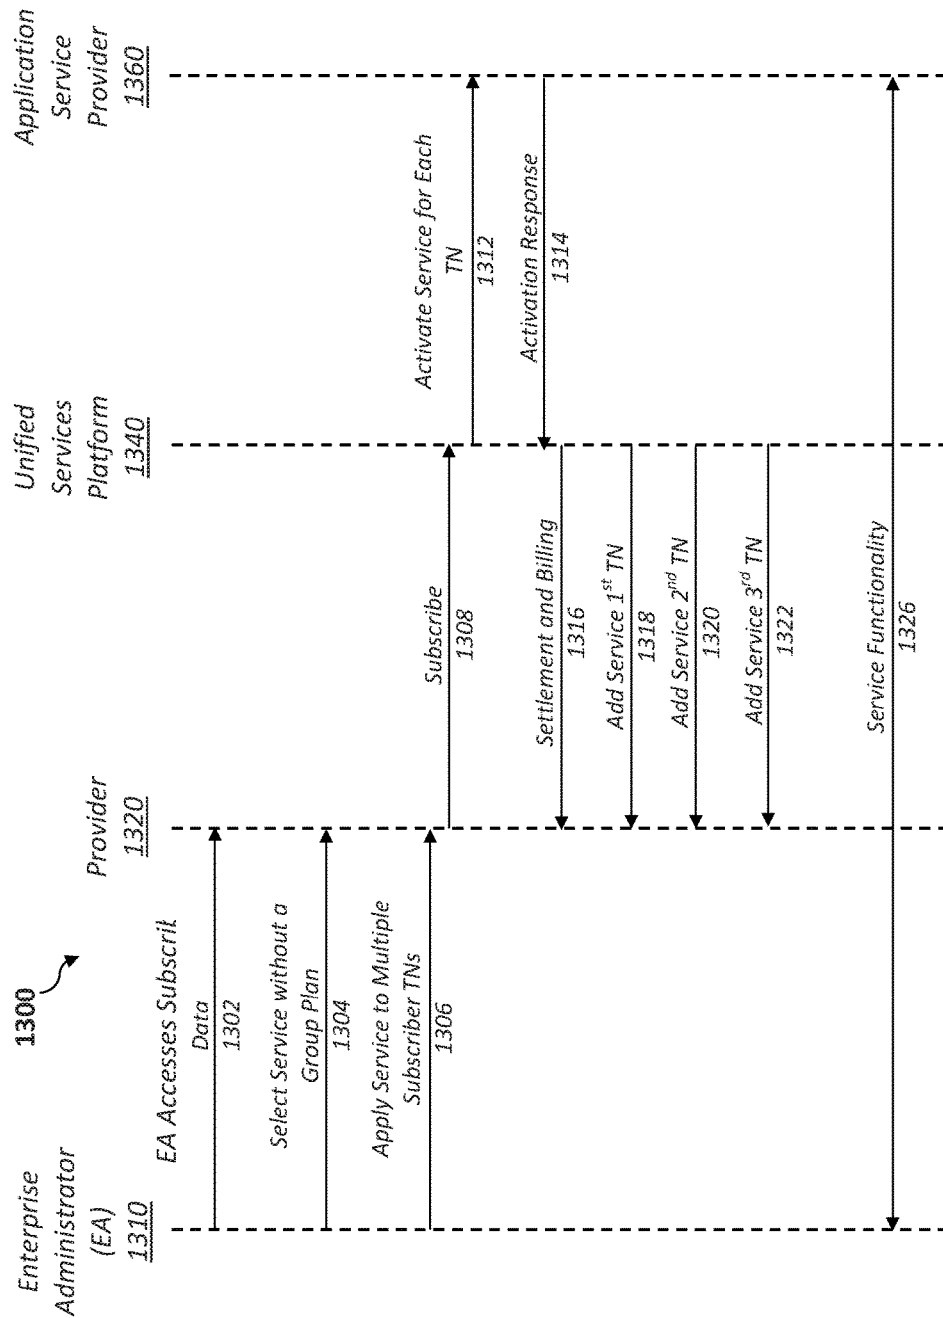 1300
Enterprise
Administrator
(EA)
1310
Provider
1320
Unified
Services
Platform
1340
Application
Service
Provider
1360
EA Accesses Subscrib
Data
1302
Select Service without a
Group Plan
1304
Apply Service to Multiple
Subscriber TNs
1306
Subscribe
1308
Activate Service for Each
TN
1312
Activation Response
1314
Settlement and Billing
1316
Add Service 1st TN
1318
Add Service 2nd TN
1320
Add Service 3rd TN
1322
Service Functionality
1326